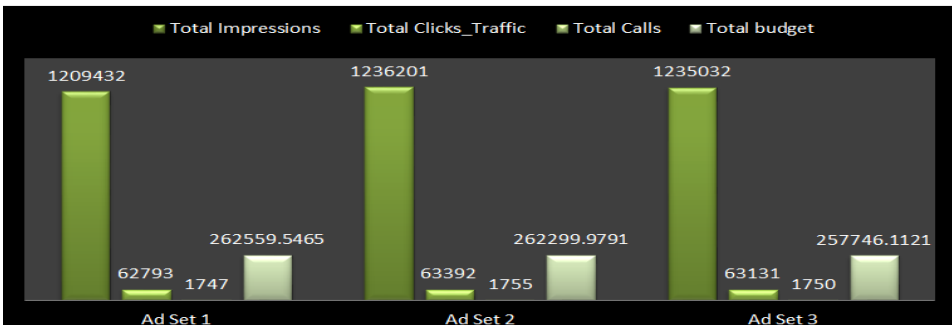 Total Impressions Total Clicks_Traffic Total Calls Total budget
1209432 1236201 1235032
262559.5465 262299.9791 257746.1121
62793 1747 63392 1755 63131 1750
Ad Set 1 Ad Set 2 Ad Set 3